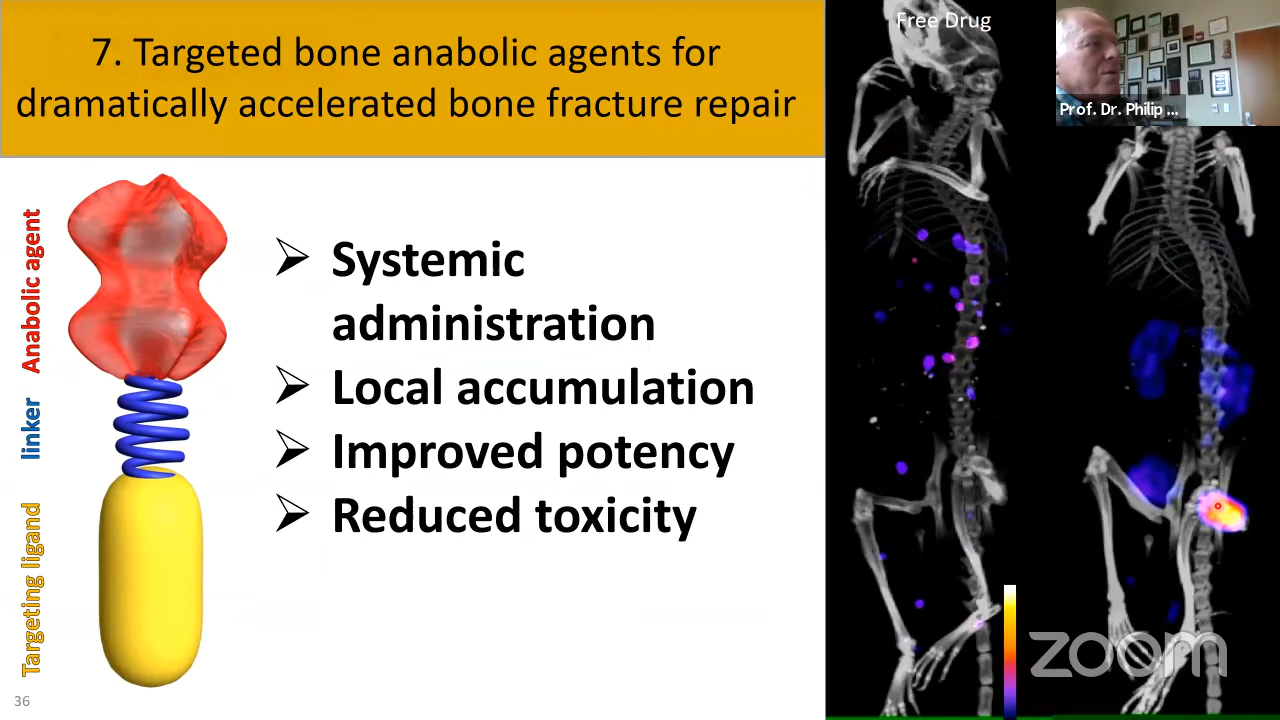 7. Targeted bone anabolic agents for
dramatically accelerated bone fracture repair
Anabolic agent
linker
Targeting ligand
Systemic
administration
Local accumulation
Improved potency
Reduced toxicity
36
Free Drug
Prof. Dr. Philip ...
zoom